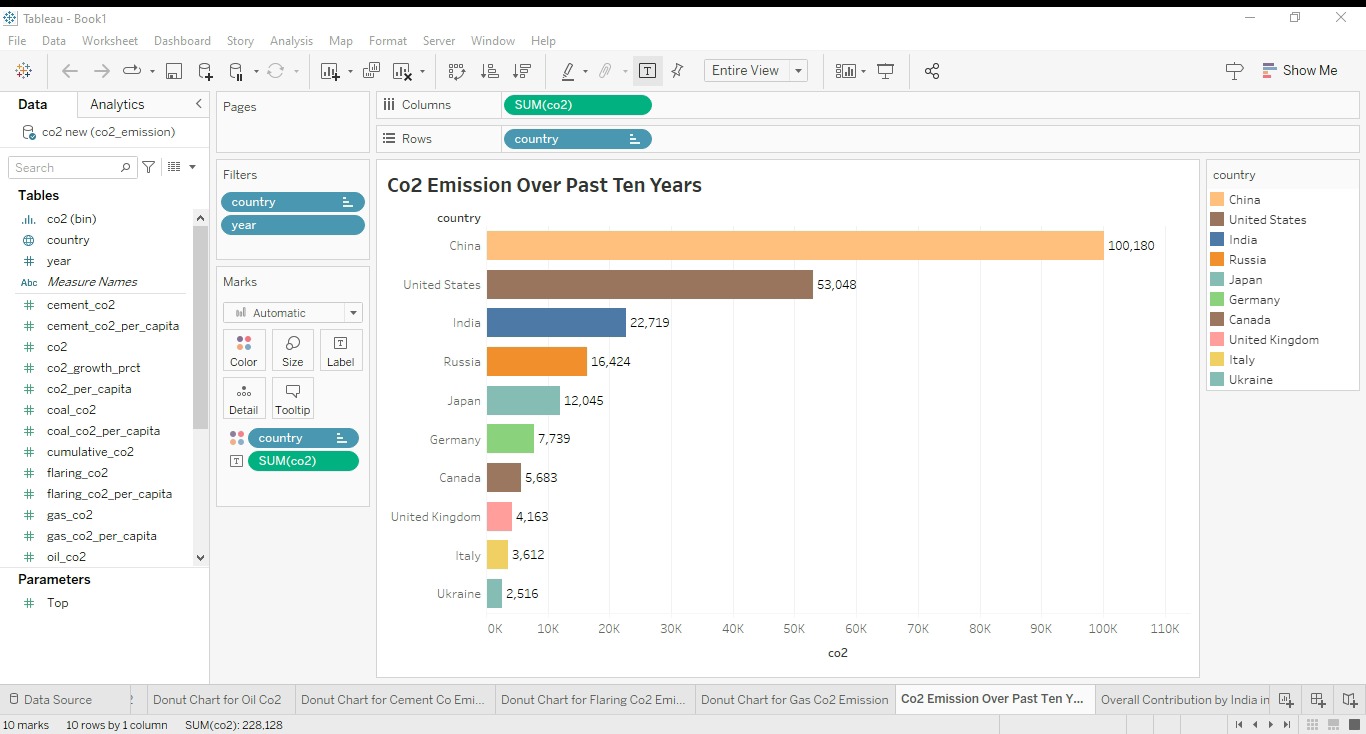 Tableau - Book1
File Data Worksheet Dashboard Story Analysis Map Format Server Window Help
Entire View
Show Me
Data Analytics
co2 new (co2_emission)
Search
Tables
co2 (bin)
country
year
Abc Measure Names
cement_co2
cement_co2_per_capita
co2
co2_growth_prct
co2_per_capita
coal_co2
coal_co2_per_capita
cumulative_co2
flaring_co2
flaring_co2_per_capita
gas_co2
gas_co2_per_capita
oil_co2
Parameters
Top
Pages
Filters
country
year
Marks
Automatic
Color Size Label
Detail Tooltip
country
SUM(co2)
Columns SUM(co2)
Rows country
Co2 Emission Over Past Ten Years
country
China 100,180
United States 53,048
India 22,719
Russia 16,424
Japan 12,045
Germany 7,739
Canada 5,683
United Kingdom 4,163
Italy 3,612
Ukraine 2,516
0K 10K 20K 30K 40K 50K 60K 70K 80K 90K 100K 110K
co2
country
China
United States
India
Russia
Japan
Germany
Canada
United Kingdom
Italy
Ukraine
Data Source Donut Chart for Oil Co2 Donut Chart for Cement Co Emi... Donut Chart for Flaring Co2 Emi... Donut Chart for Gas Co2 Emission Co2 Emission Over Past Ten Y... Overall Contribution by India in
10 marks 10 rows by 1 column SUM(co2): 228,128